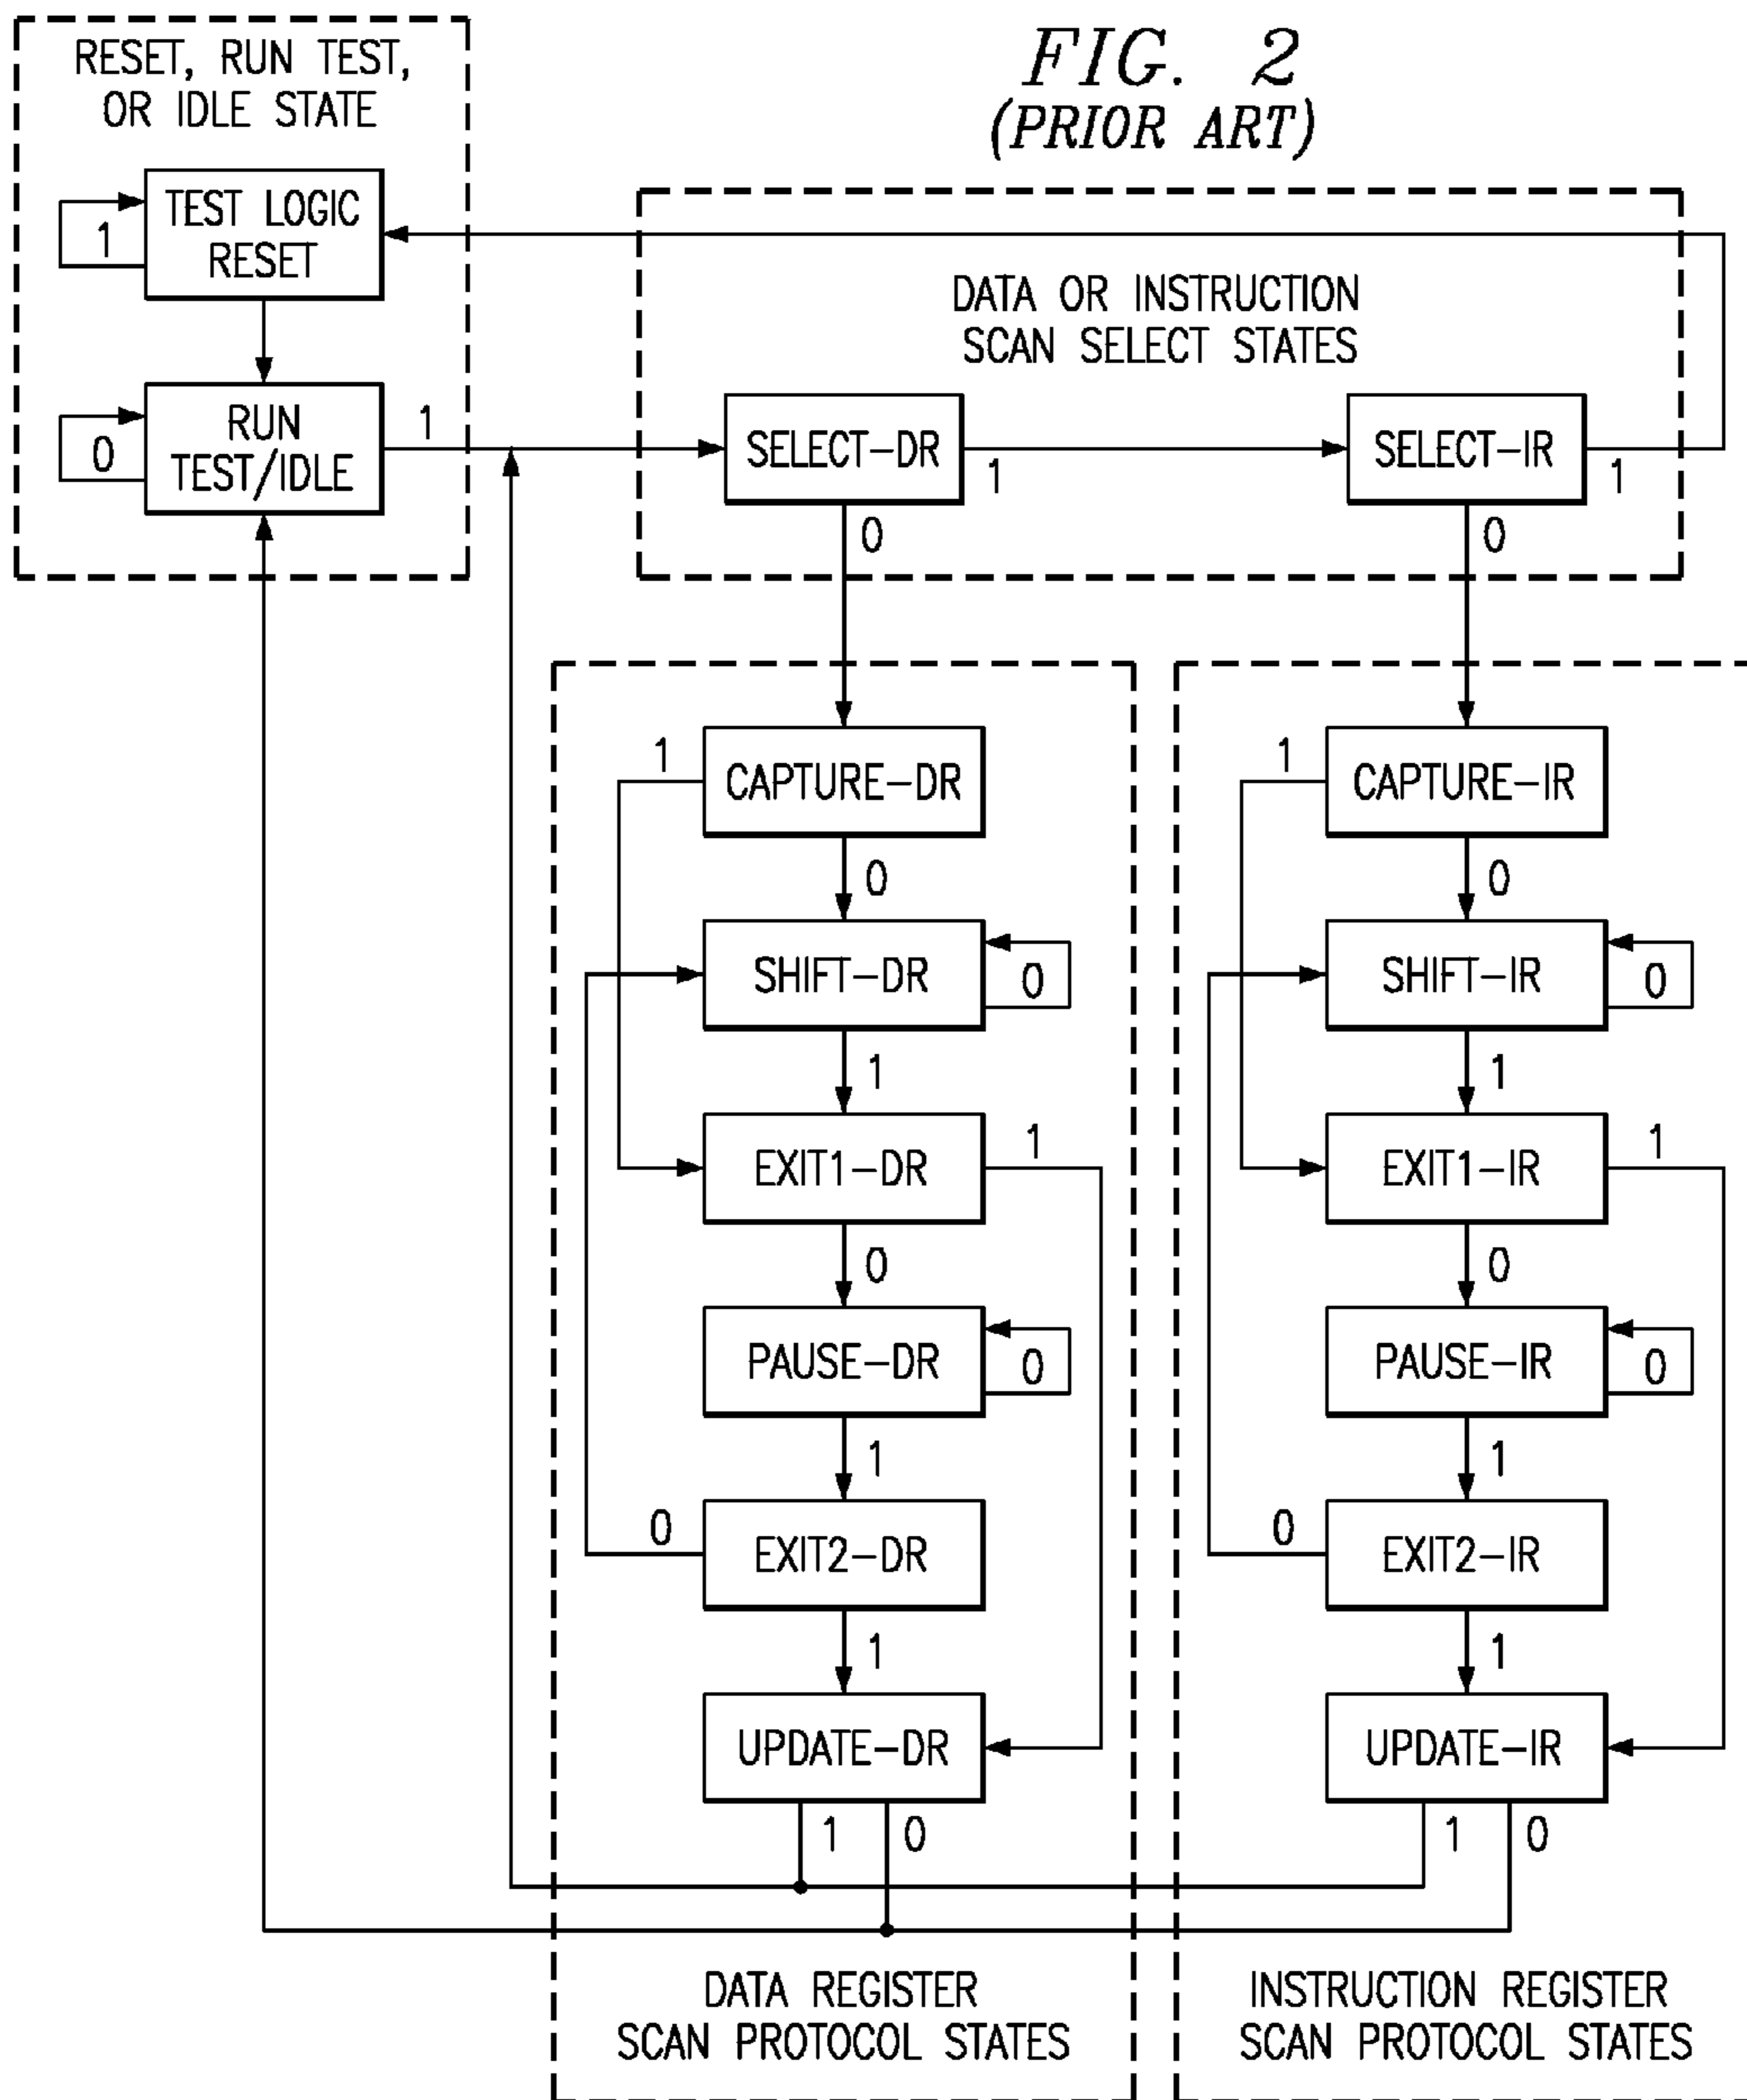 FIG. 2
(PRIOR ART)
RESET, RUN TEST,
OR IDLE STATE
TEST LOGIC
RESET
1
RUN
TEST/IDLE
0
1
DATA OR INSTRUCTION
SCAN SELECT STATES
SELECT-DR
1
0
SELECT-IR
1
0
CAPTURE-DR
1
0
SHIFT-DR
0
1
EXIT1-DR
1
0
PAUSE-DR
0
1
EXIT2-DR
0
1
UPDATE-DR
1
0
DATA REGISTER
SCAN PROTOCOL STATES
CAPTURE-IR
1
0
SHIFT-IR
0
1
EXIT1-IR
1
0
PAUSE-IR
0
1
EXIT2-IR
0
1
UPDATE-IR
1
0
INSTRUCTION REGISTER
SCAN PROTOCOL STATES